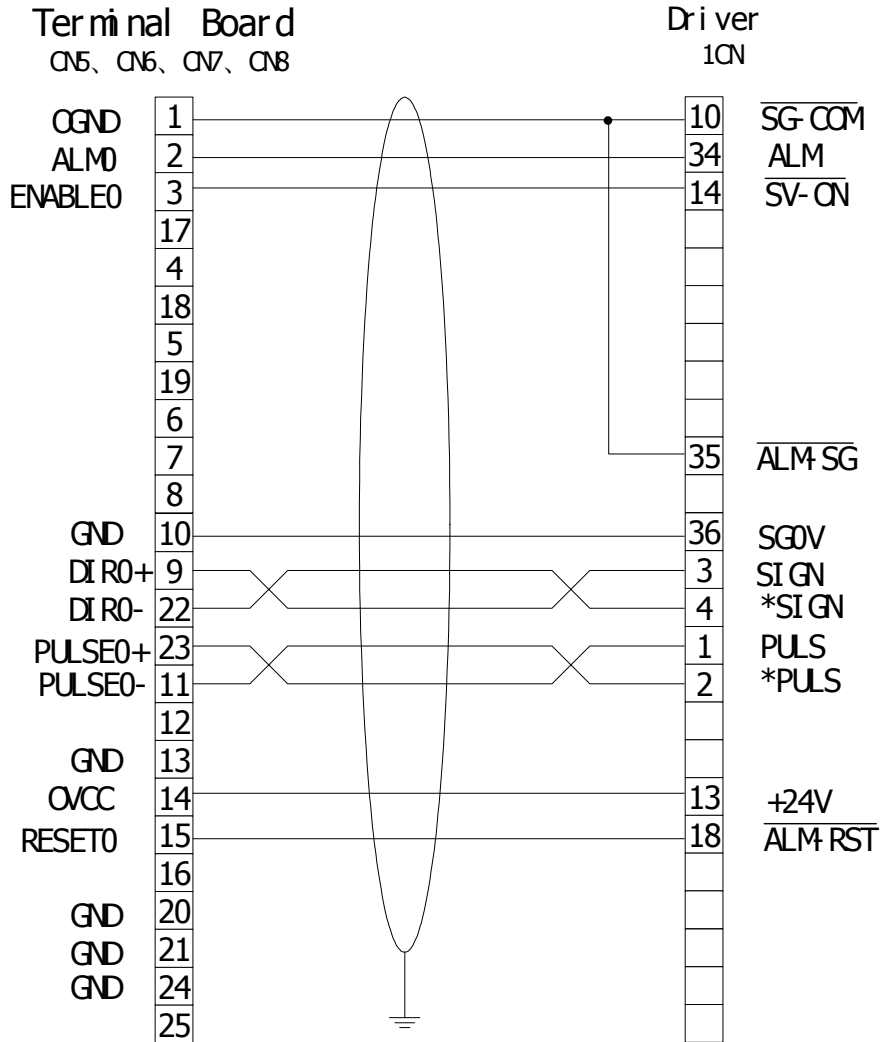 Terminal Board Driver
CN5、CN6、CN7、CN8 1CN
OGND 1 10 SG-COM
ALM0 2 34 ALM
ENABLE0 3 14 SV-ON
17
4
18
5
19
6
7 35 ALM-SG
8
GND 10 36 SG0V
DIR0+ 9 3 SIGN
DIR0- 22 4 *SIGN
PULSE0+ 23 1 PULS
PULSE0- 11 2 *PULS
12
GND 13
OVCC 14 13 +24V
RESET0 15 18 ALM-RST
16
GND 20
GND 21
GND 24
25